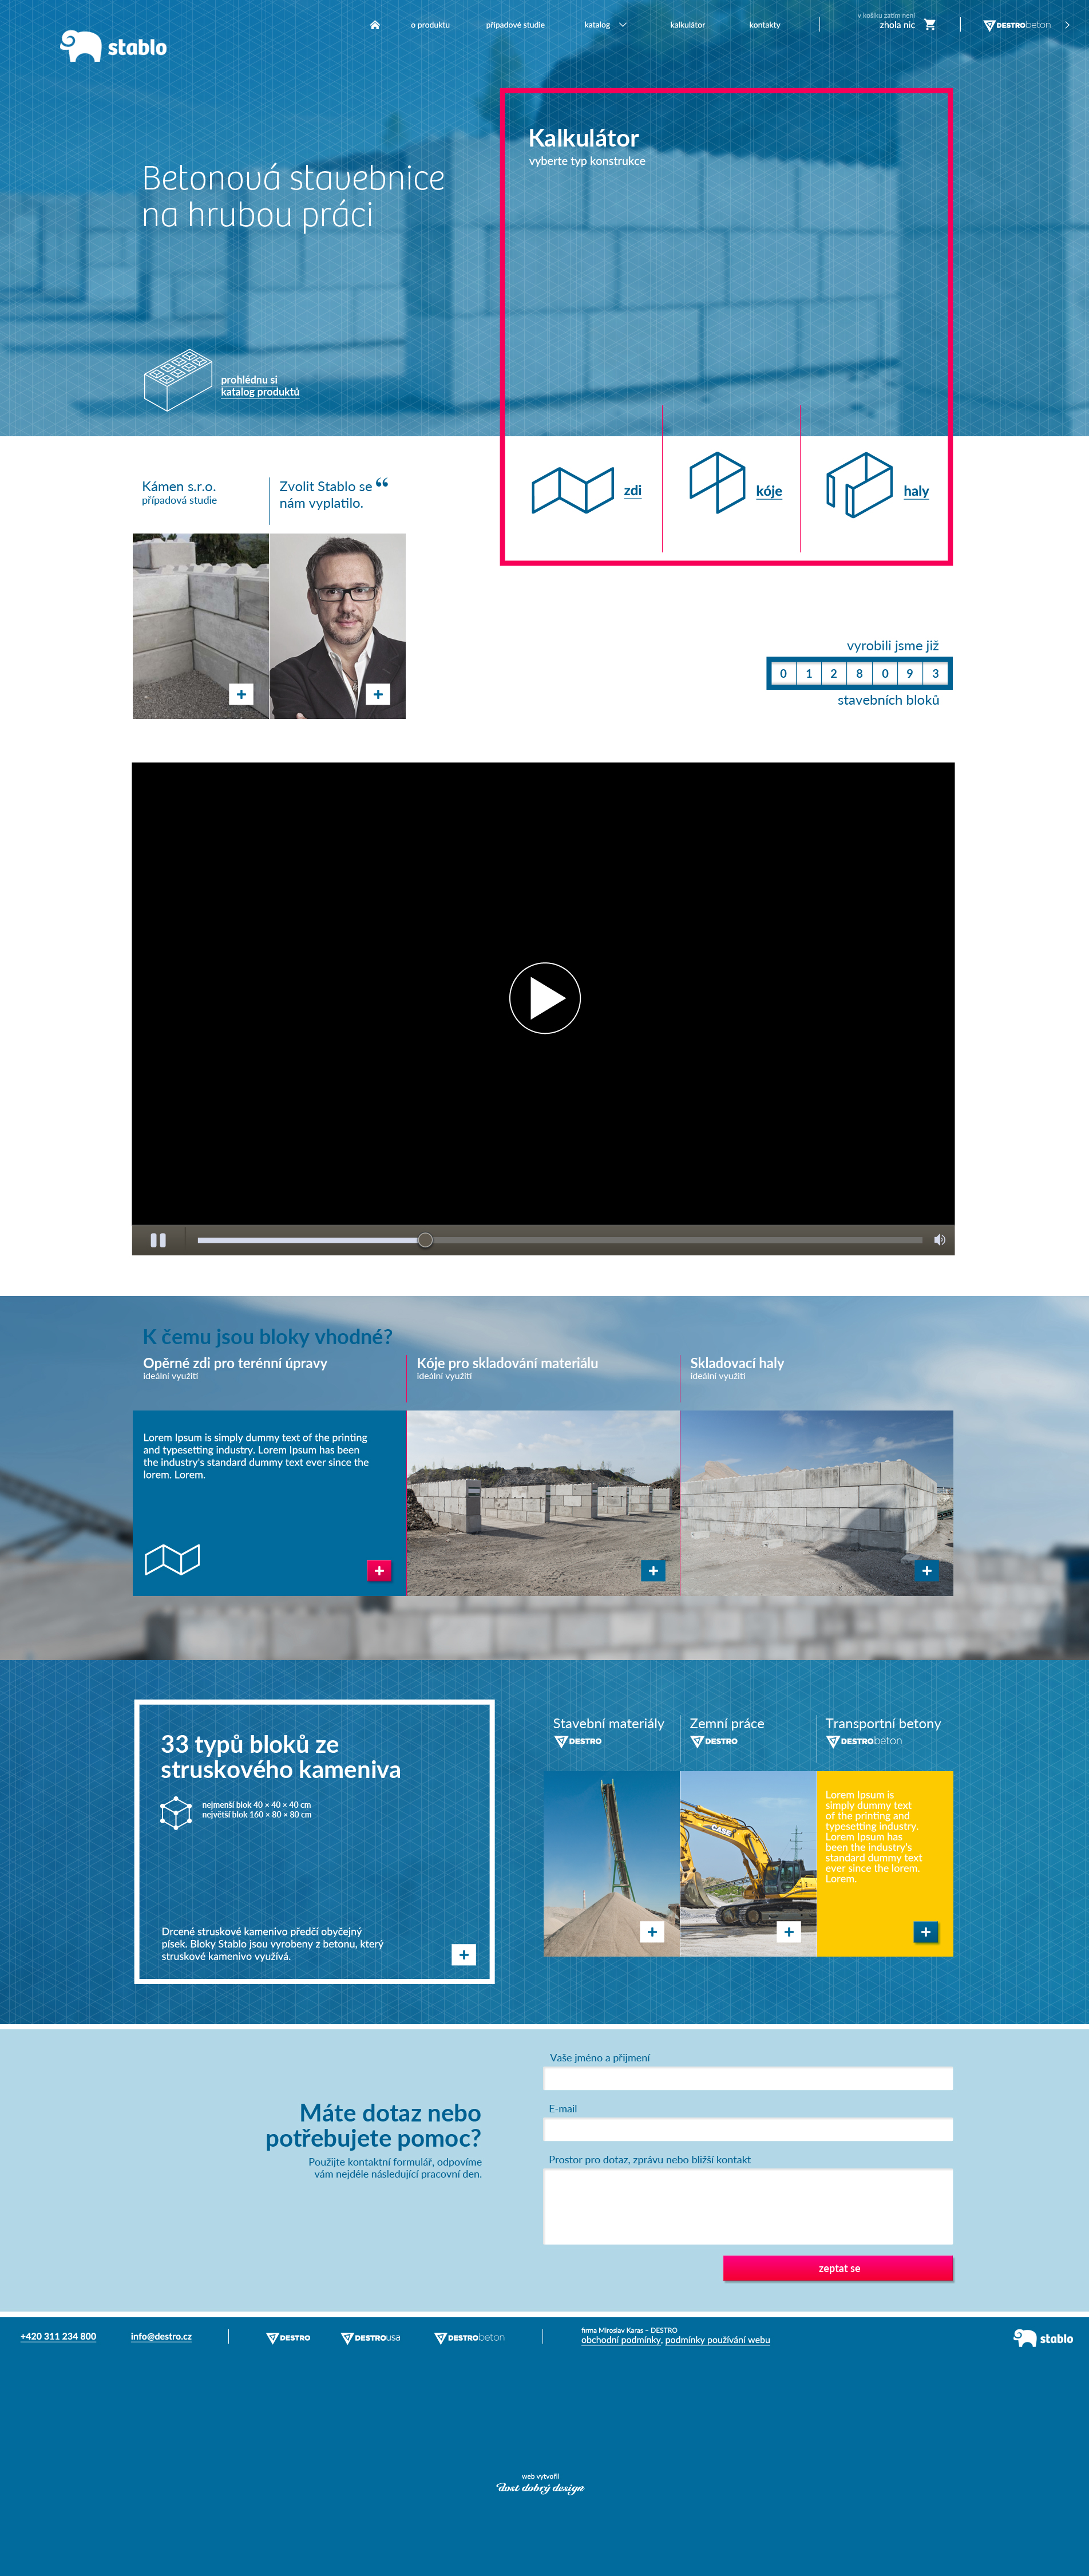 stablo
o produktu
případové studie
katalog
kalkulátor
kontakty
v košíku zatím není
zhola nic
DESTRObeton
Betonová stavebnice
na hrubou práci
Kalkulátor
vyberte typ konstrukce
prohlédnu si
katalog produktů
zdi
kóje
haly
Kámen s.r.o.
případová studie
Zvolit Stablo se “
nám vyplatilo.
vyrobili jsme již
0 1 2 8 0 9 3
stavebních bloků
K čemu jsou bloky vhodné?
Opěrné zdi pro terénní úpravy
ideální využití
Kóje pro skladování materiálu
ideální využití
Skladovací haly
ideální využití
Lorem Ipsum is simply dummy text of the printing
and typesetting industry. Lorem Ipsum has been
the industry's standard dummy text ever since the
lorem. Lorem.
33 typů bloků ze
struskového kameniva
nejmenší blok 40 × 40 × 40 cm
největší blok 160 × 80 × 80 cm
Drcené struskové kamenivo předčí obyčejný
písek. Bloky Stablo jsou vyrobeny z betonu, který
struskové kamenivo využívá.
Stavební materiály
DESTRO
Zemní práce
DESTRO
Transportní betony
DESTRObeton
CASE
Lorem Ipsum is
simply dummy text
of the printing and
typesetting industry.
Lorem Ipsum has
been the industry's
standard dummy text
ever since the lorem.
Lorem.
Máte dotaz nebo
potřebujete pomoc?
Použijte kontaktní formulář, odpovíme
vám nejdéle následující pracovní den.
Vaše jméno a příjmení
E-mail
Prostor pro dotaz, zprávu nebo bližší kontakt
zeptat se
+420 311 234 800
info@destro.cz
DESTRO
DESTROusa
DESTRObeton
firma Miroslav Karas – DESTRO
obchodní podmínky, podmínky používání webu
stablo
web vytvořil
dost dobrý design